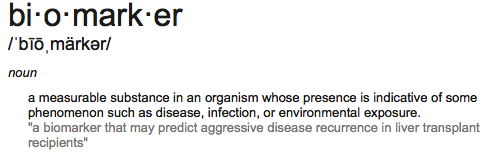 bi·o·mark·er
/ˈbīōˌmärkər/
noun
a measurable substance in an organism whose presence is indicative of some
phenomenon such as disease, infection, or environmental exposure.
"a biomarker that may predict aggressive disease recurrence in liver transplant
recipients"